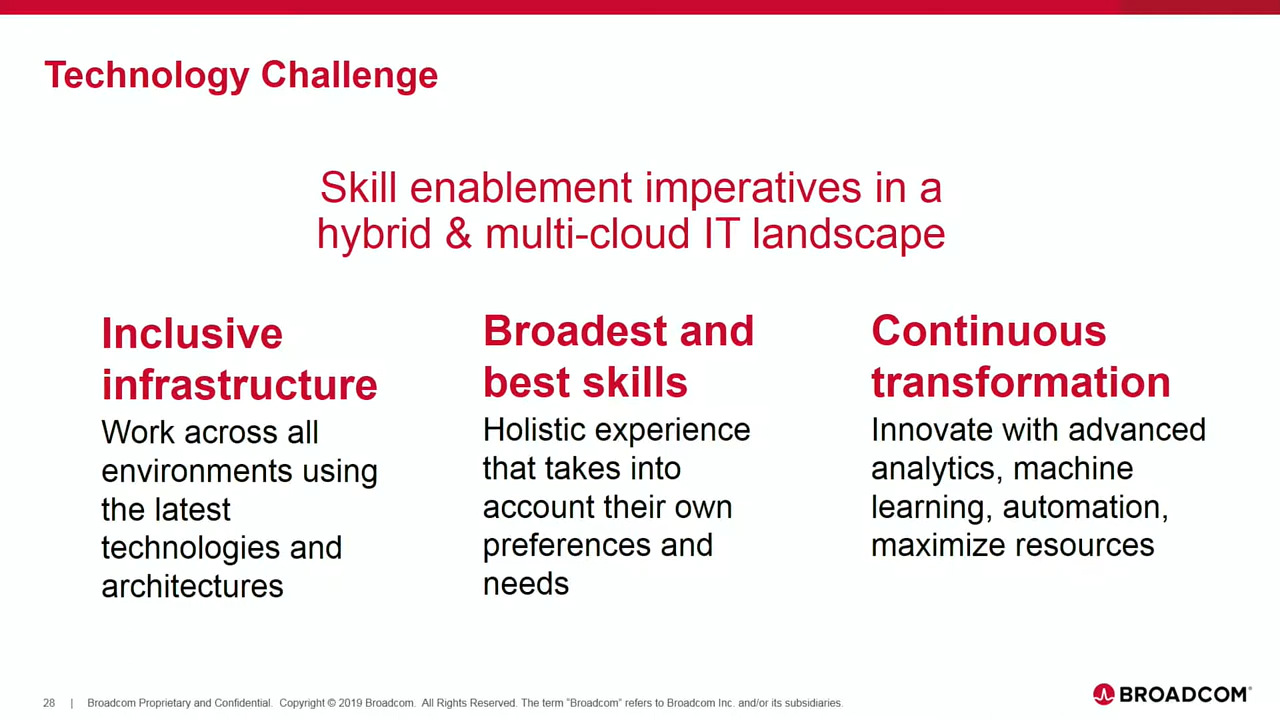 Technology Challenge
Skill enablement imperatives in a
hybrid & multi-cloud IT landscape
Inclusive
infrastructure
Work across all
environments using
the latest
technologies and
architectures
Broadest and
best skills
Holistic experience
that takes into
account their own
preferences and
needs
Continuous
transformation
Innovate with advanced
analytics, machine
learning, automation,
maximize resources
28 | Broadcom Proprietary and Confidential. Copyright © 2019 Broadcom. All Rights Reserved. The term "Broadcom" refers to Broadcom Inc. and/or its subsidiaries.
BROADCOM®